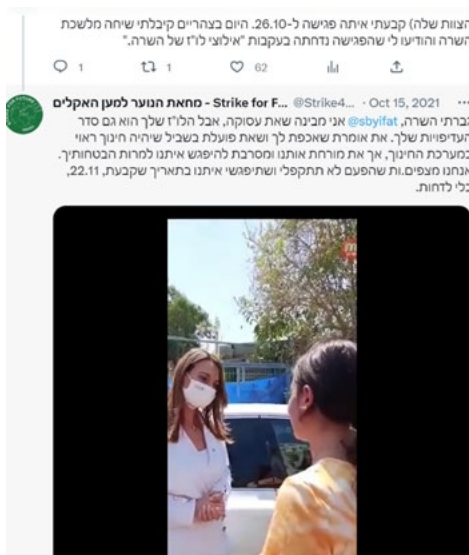 הצוות שלה) קבעתי איתה פגישה ל-26.10. היום בצהריים קיבלתי שיחה מלשכת
השרה והודיעו לי שהפגישה נדחתה בעקבות "אילוצי לו"ז של השרה."
1 1 62
מחאת הנוער למען האקלים - Strike for F... @Strike4... · Oct 15, 2021 ...
גברתי השרה, @sbyifat אני מבינה שאת עסוקה, אבל הלו"ז שלך הוא גם סדר
העדיפויות שלך. את אומרת שאכפת לך ושאת פועלת בשביל שיהיה חינוך ראוי
במערכת החינוך, אך את מורחת אותנו ומסרבת להיפגש איתנו למרות הבטחותיך.
אנחנו מצפים.ות שהפעם לא תתקפלי ושתיפגשי איתנו בתאריך שקבעת, 22.11,
בלי לדחות.